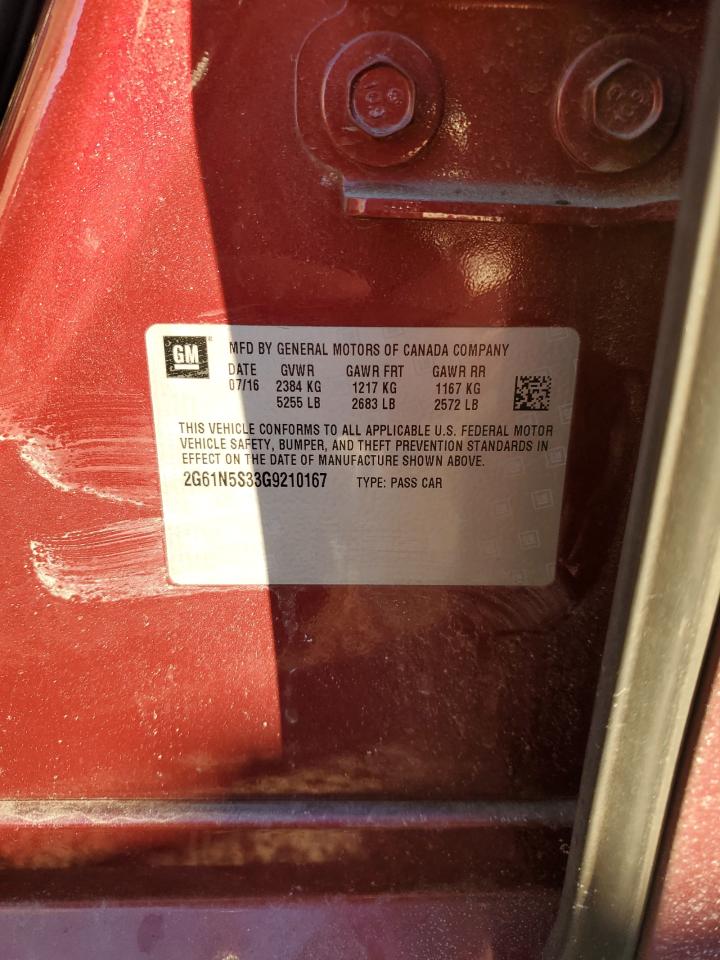 GM
MFD BY GENERAL MOTORS OF CANADA COMPANY
DATE GVWR GAWR FRT GAWR RR
07/16 2384 KG 1217 KG 1167 KG
5255 LB 2683 LB 2572 LB
THIS VEHICLE CONFORMS TO ALL APPLICABLE U.S. FEDERAL MOTOR
VEHICLE SAFETY, BUMPER, AND THEFT PREVENTION STANDARDS IN
EFFECT ON THE DATE OF MANUFACTURE SHOWN ABOVE.
2G61N5S33G9210167 TYPE: PASS CAR